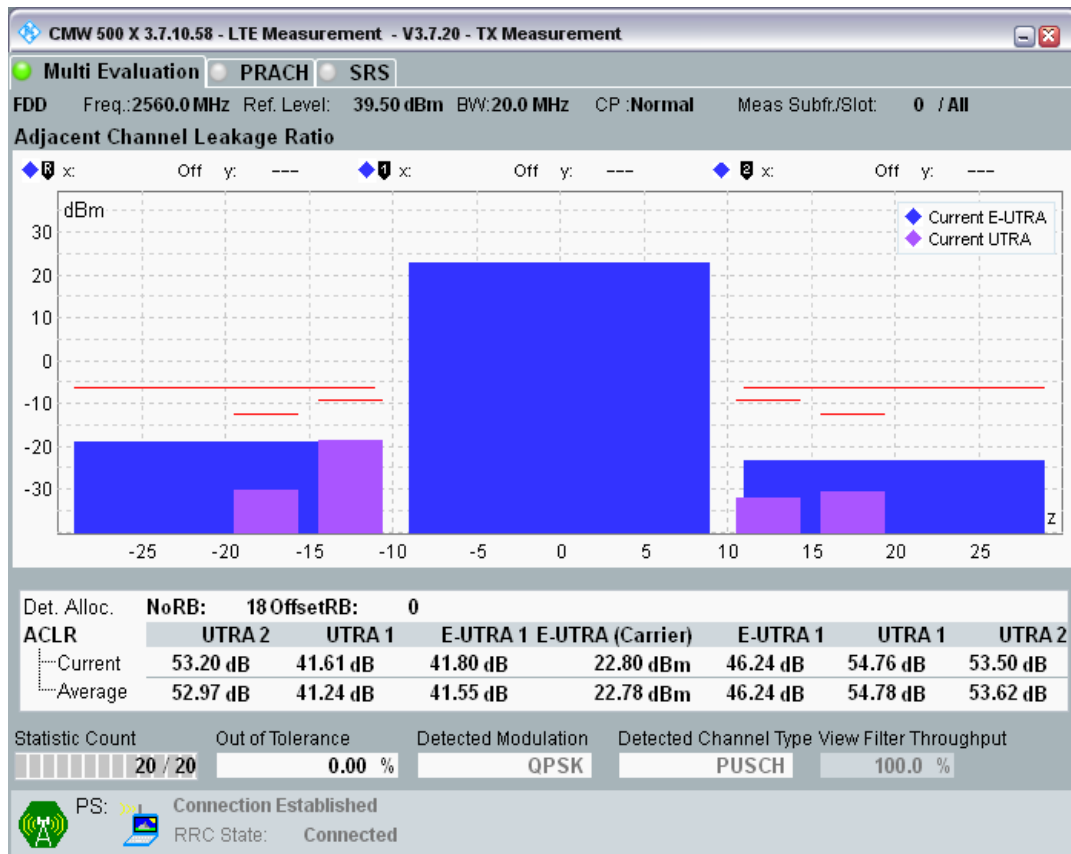 CMW 500 X 3.7.10.58 - LTE Measurement - V3.7.20 - TX Measurement
Multi Evaluation PRACH SRS
FDD Freq.:2560.0 MHz Ref. Level: 39.50 dBm BW:20.0 MHz CP :Normal Meas Subfr./Slot: 0 / All
Adjacent Channel Leakage Ratio
R x: Off y: --- 1 x: Off y: --- 2 x: Off y: ---
dBm
Current E-UTRA
Current UTRA
30
20
10
0
-10
-20
-30
z
-25 -20 -15 -10 -5 0 5 10 15 20 25
Det. Alloc. NoRB: 18 OffsetRB: 0
ACLR UTRA 2 UTRA 1 E-UTRA 1 E-UTRA (Carrier) E-UTRA 1 UTRA 1 UTRA 2
Current 53.20 dB 41.61 dB 41.80 dB 22.80 dBm 46.24 dB 54.76 dB 53.50 dB
Average 52.97 dB 41.24 dB 41.55 dB 22.78 dBm 46.24 dB 54.78 dB 53.62 dB
Statistic Count Out of Tolerance Detected Modulation Detected Channel Type View Filter Throughput
20 / 20 0.00 % QPSK PUSCH 100.0 %
PS: Connection Established
RRC State: Connected